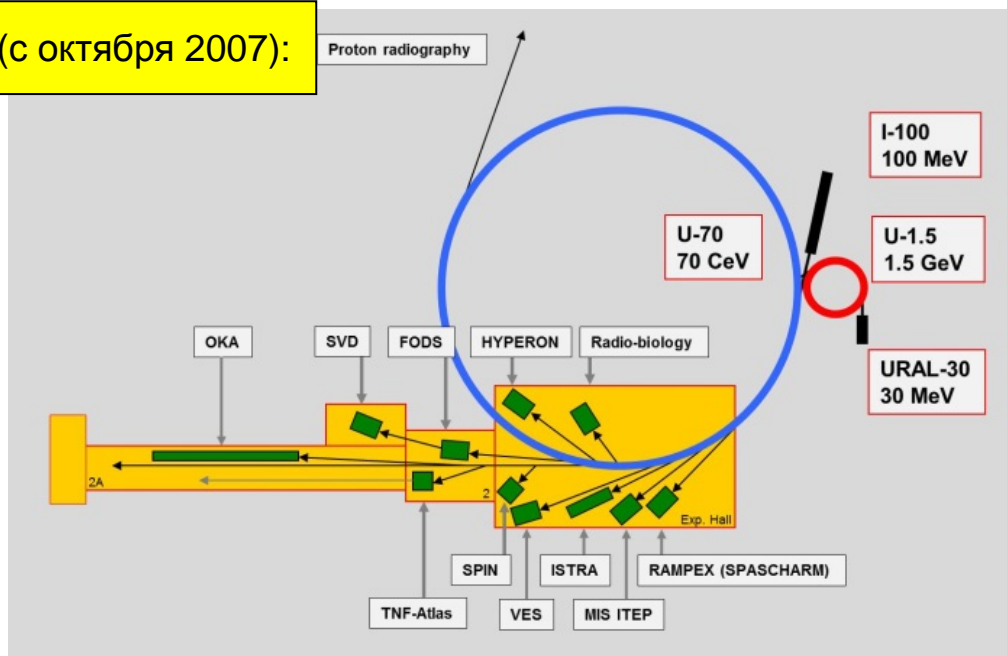 (с октября 2007):
Proton radiography
I-100
100 MeV
U-70
70 CeV
U-1.5
1.5 GeV
OKA
SVD
FODS
HYPERON
Radio-biology
URAL-30
30 MeV
2A
2
Exp. Hall
SPIN
ISTRA
RAMPEX (SPASCHARM)
TNF-Atlas
VES
MIS ITEP